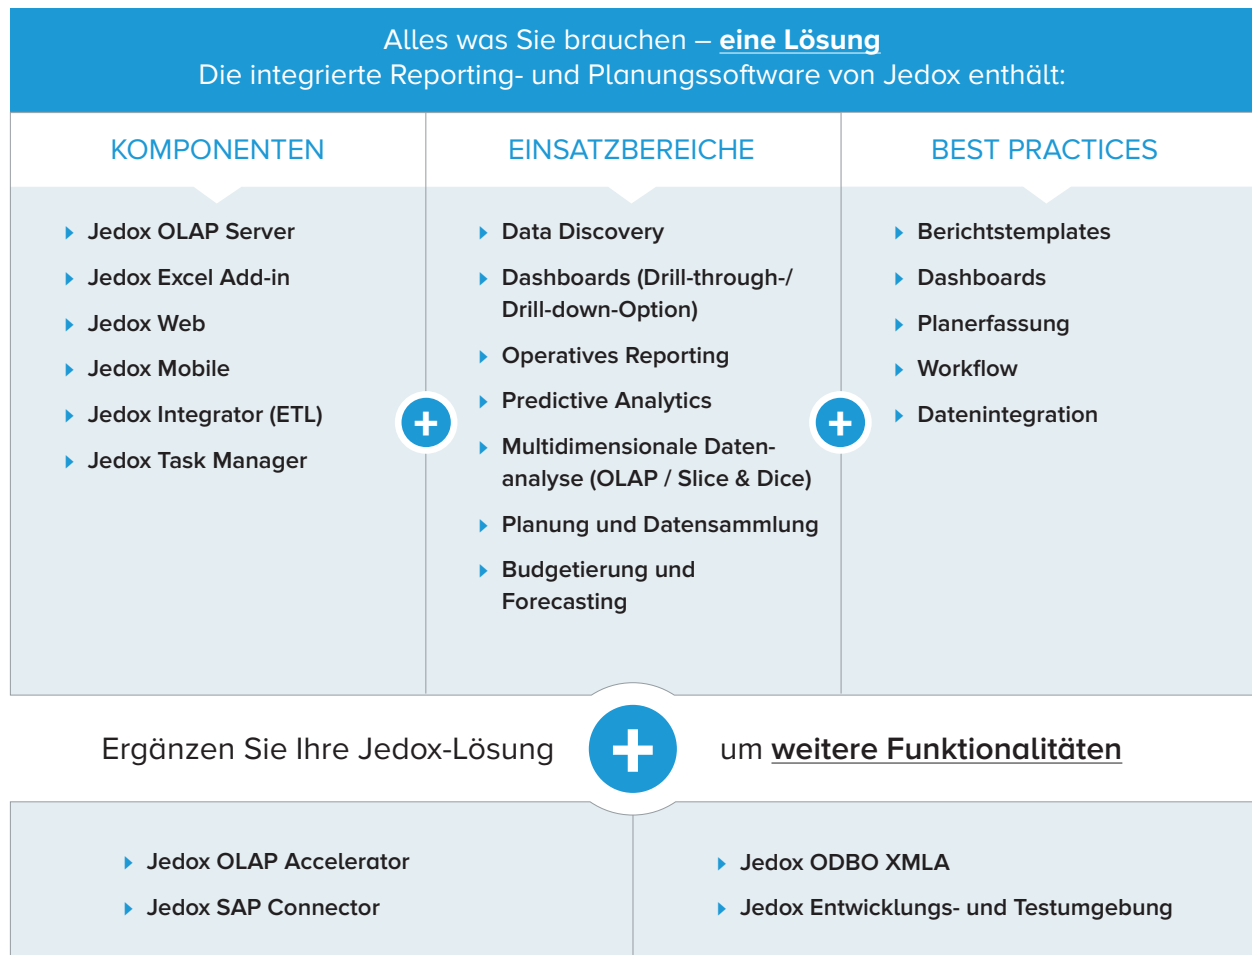 Alles was Sie brauchen – eine Lösung
Die integrierte Reporting- und Planungssoftware von Jedox enthält:
KOMPONENTEN
Jedox OLAP Server
Jedox Excel Add-in
Jedox Web
Jedox Mobile
Jedox Integrator (ETL)
Jedox Task Manager
EINSATZBEREICHE
Data Discovery
Dashboards (Drill-through-/
Drill-down-Option)
Operatives Reporting
Predictive Analytics
Multidimensionale Daten-
analyse (OLAP / Slice & Dice)
Planung und Datensammlung
Budgetierung und
Forecasting
BEST PRACTICES
Berichtstemplates
Dashboards
Planerfassung
Workflow
Datenintegration
Ergänzen Sie Ihre Jedox-Lösung + um weitere Funktionalitäten
Jedox OLAP Accelerator
Jedox SAP Connector
Jedox ODBO XMLA
Jedox Entwicklungs- und Testumgebung